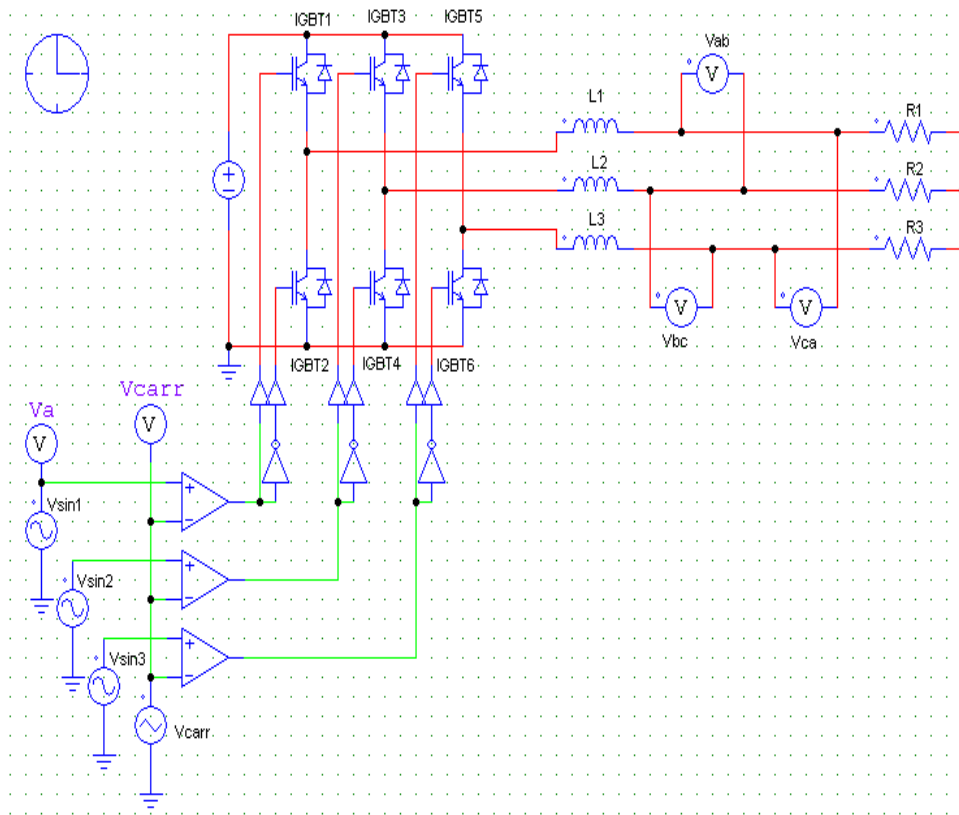 IGBT1 IGBT3 IGBT5
Vab
V
L1
R1
L2
R2
L3
R3
V
V
Vbc
Vca
IGBT2 IGBT4 IGBT6
Vcarr
Va
V
V
Vsin1
Vsin2
Vsin3
Vcarr